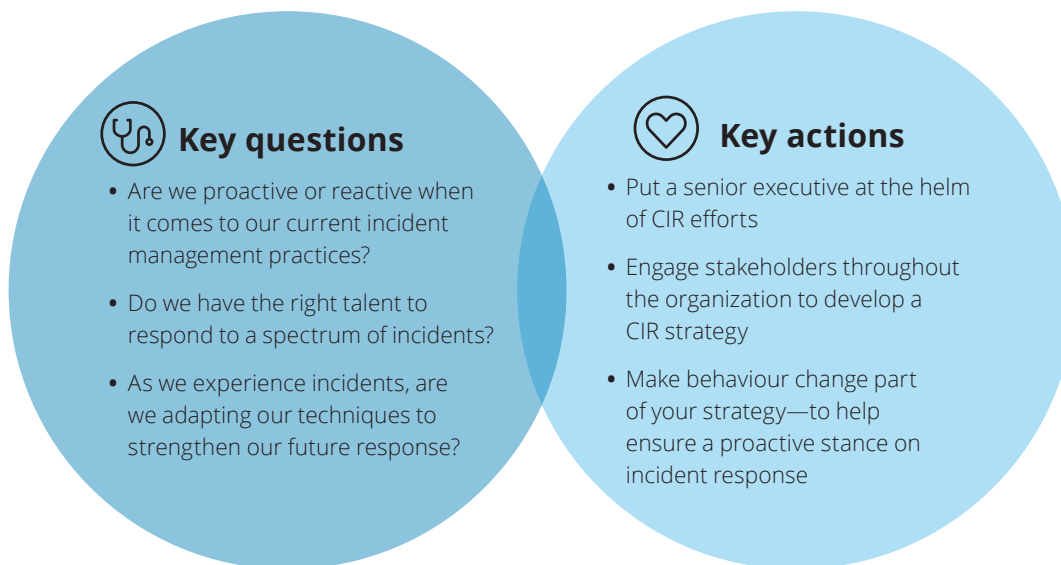 Key questions
• Are we proactive or reactive when
it comes to our current incident
management practices?
• Do we have the right talent to
respond to a spectrum of incidents?
• As we experience incidents, are
we adapting our techniques to
strengthen our future response?
Key actions
• Put a senior executive at the helm
of CIR efforts
• Engage stakeholders throughout
the organization to develop a
CIR strategy
• Make behaviour change part
of your strategy—to help
ensure a proactive stance on
incident response